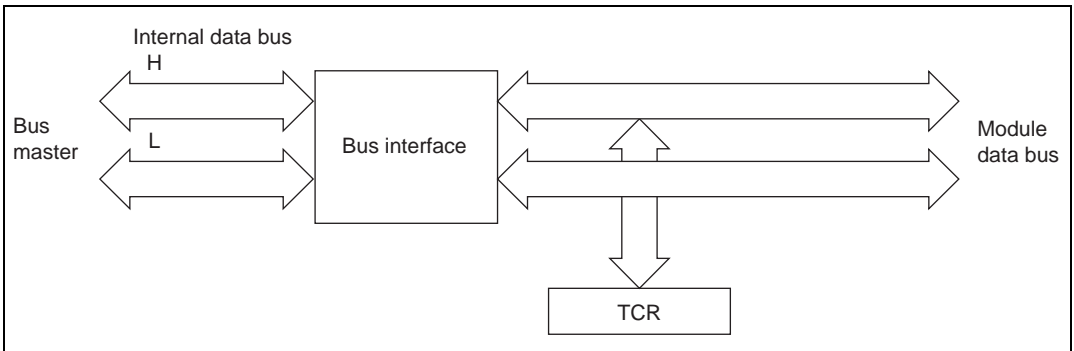 Internal data bus
H
Bus
master
L
Bus interface
Module
data bus
TCR